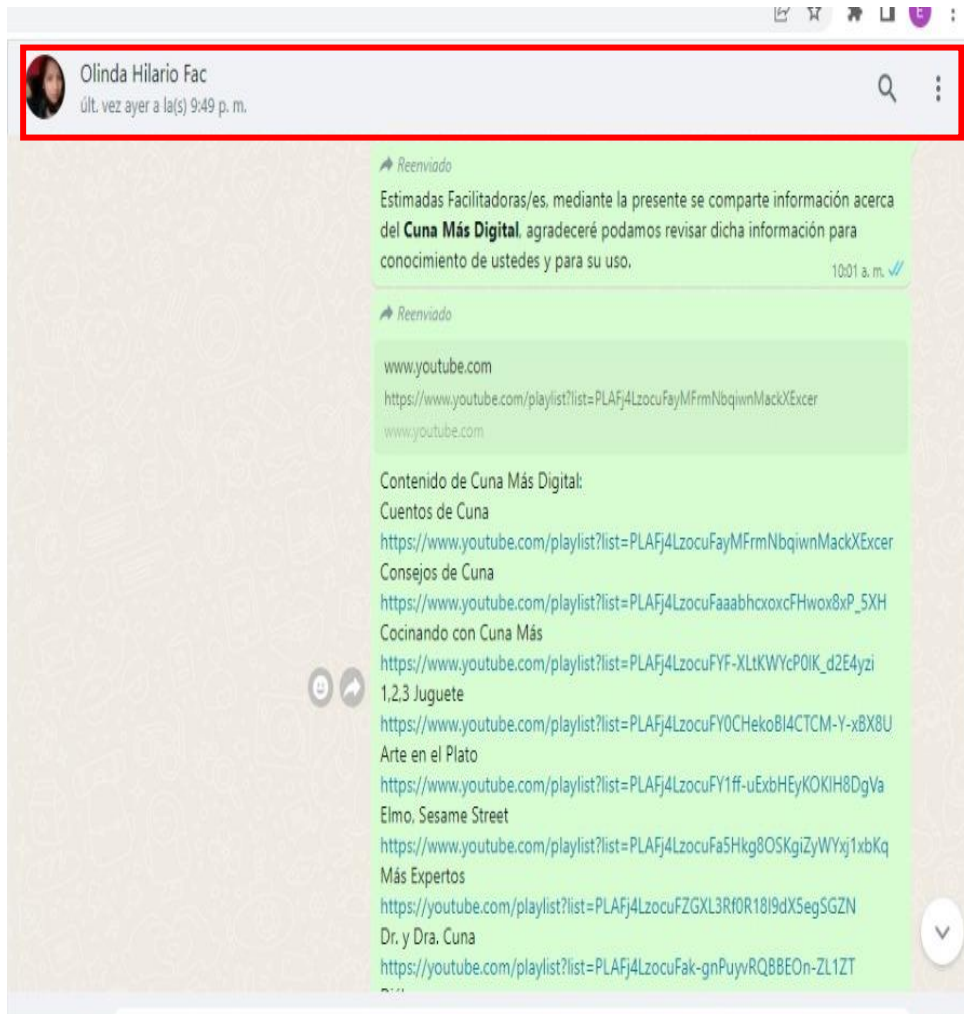 E
Olinda Hilario Fac
últ. vez ayer a la(s) 9:49 p. m.
Reenviado
Estimadas Facilitadoras/es, mediante la presente se comparte información acerca
del Cuna Más Digital, agradeceré podamos revisar dicha información para
conocimiento de ustedes y para su uso.
10:01 a. m.
Reenviado
www.youtube.com
https://www.youtube.com/playlist?list=PLAFj4LzocuFayMFrmNbqiwnMackXExcer
www.youtube.com
Contenido de Cuna Más Digital:
Cuentos de Cuna
https://www.youtube.com/playlist?list=PLAFj4LzocuFayMFrmNbqiwnMackXExcer
Consejos de Cuna
https://www.youtube.com/playlist?list=PLAFj4LzocuFaaabhcxoxcFHwox8xP_5XH
Cocinando con Cuna Más
https://www.youtube.com/playlist?list=PLAFj4LzocuFYF-XLtKWYcP0IK_d2E4yzi
1,2,3 Juguete
https://www.youtube.com/playlist?list=PLAFj4LzocuFY0CHekoBI4CTCM-Y-xBX8U
Arte en el Plato
https://www.youtube.com/playlist?list=PLAFj4LzocuFY1ff-uExbHEyKOKIH8DgVa
Elmo, Sesame Street
https://www.youtube.com/playlist?list=PLAFj4LzocuFa5Hkg8OSKgiZyWYxj1xbKq
Más Expertos
https://youtube.com/playlist?list=PLAFj4LzocuFZGXL3Rf0R18I9dX5egSGZN
Dr. y Dra. Cuna
https://youtube.com/playlist?list=PLAFj4LzocuFak-gnPuyvRQBBEOn-ZL1ZT